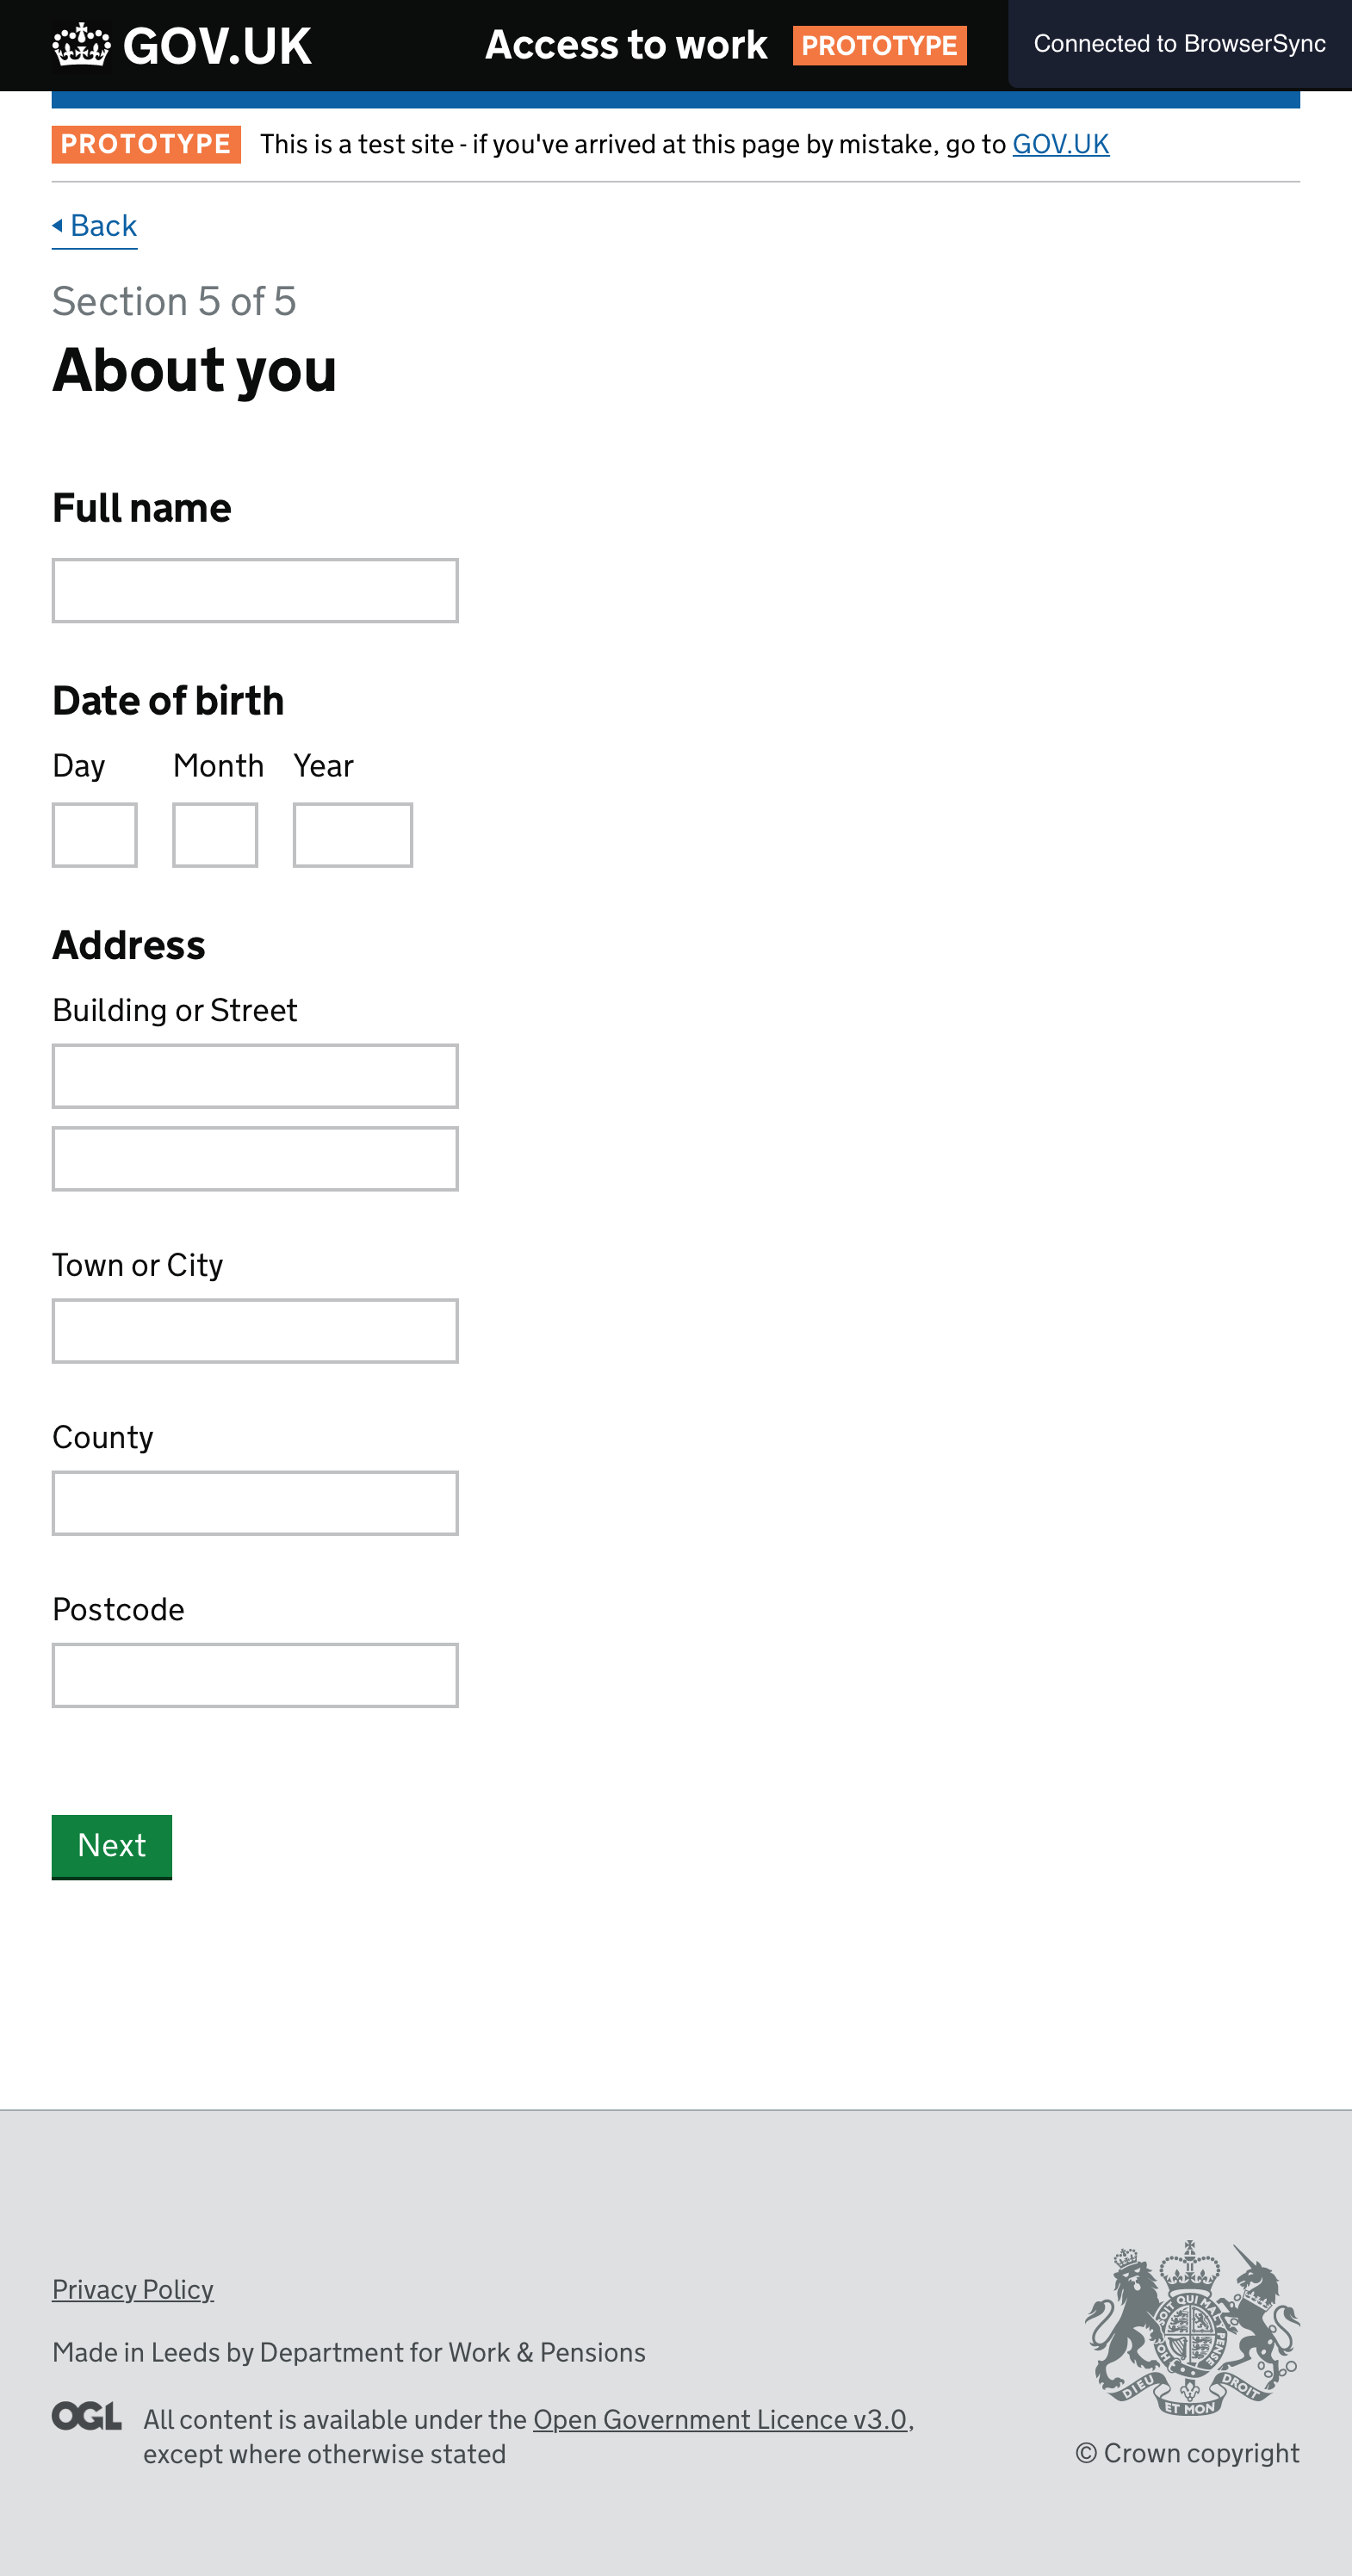 GOV.UK
Access to work PROTOTYPE
Connected to BrowserSync
PROTOTYPE This is a test site - if you've arrived at this page by mistake, go to GOV.UK
Back
Section 5 of 5
About you
Full name
Date of birth
Day Month Year
Address
Building or Street
Town or City
County
Postcode
Next
Privacy Policy
Made in Leeds by Department for Work & Pensions
OGL All content is available under the Open Government Licence v3.0,
except where otherwise stated
HONI SOIT QUI MAL Y PENSE
DIEU ET MON DROIT
© Crown copyright